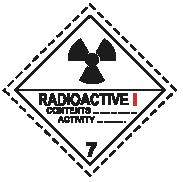 RADIOACTIVE I
CONTENTS ..........
ACTIVITY ..........
7